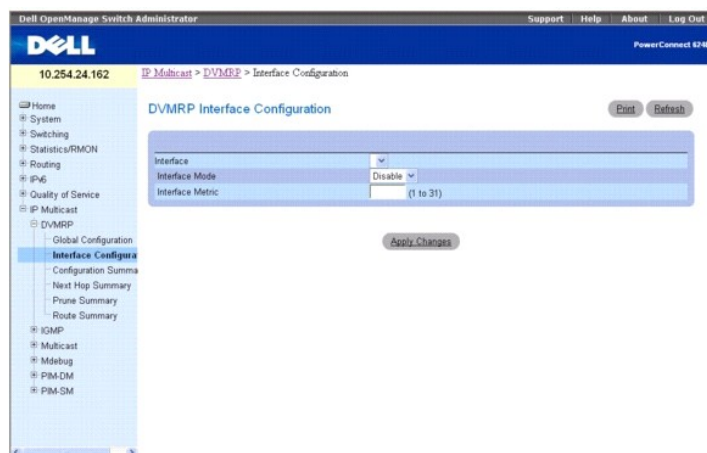 Dell OpenManage Switch Administrator
Support Help About Log Out
DELL
PowerConnect 624
10.254.24.162
IP Multicast > DVMRP > Interface Configuration
Home
System
Switching
Statistics/RMON
Routing
IPv6
Quality of Service
IP Multicast
DVMRP
Global Configuration
Interface Configura
Configuration Summa
Next Hop Summary
Prune Summary
Route Summary
IGMP
Multicast
Mdebug
PIM-DM
PIM-SM
DVMRP Interface Configuration
Print Refresh
Interface
Interface Mode Disable
Interface Metric (1 to 31)
Apply Changes